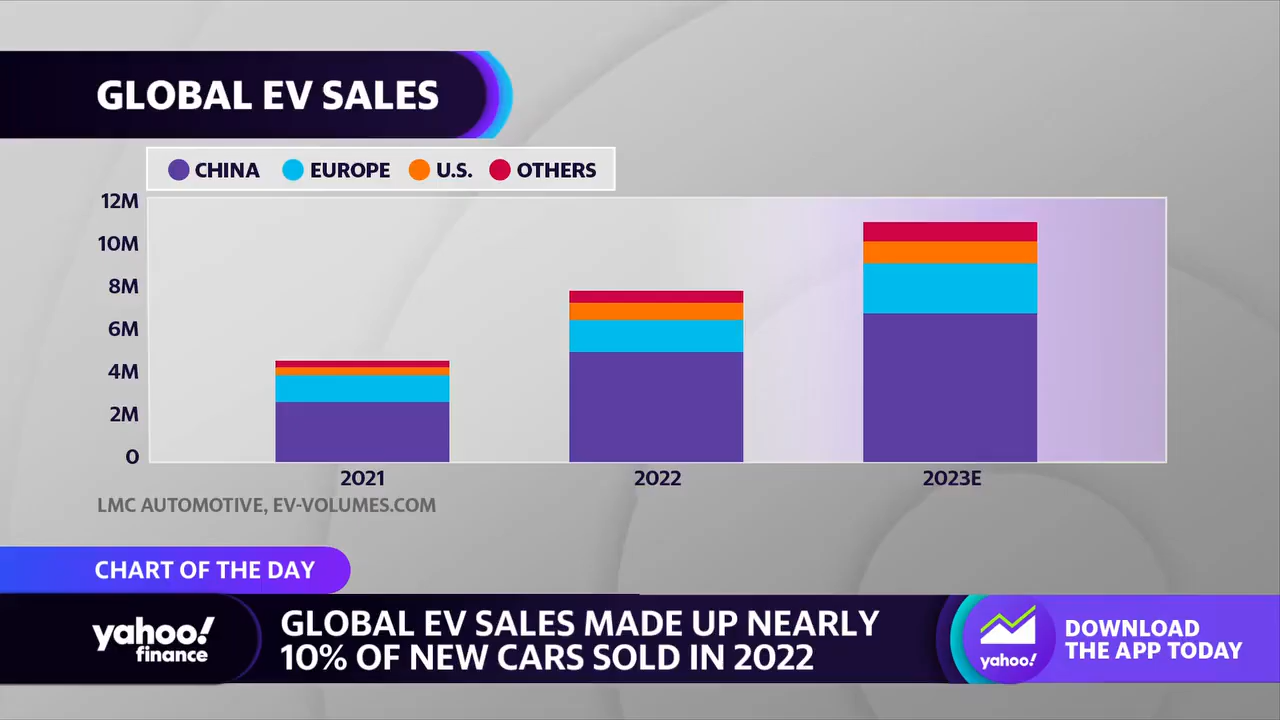 GLOBAL EV SALES
CHINA EUROPE U.S. OTHERS
12M
10M
8M
6M
4M
2M
0
2021 2022 2023E
LMC AUTOMOTIVE, EV-VOLUMES.COM
CHART OF THE DAY
yahoo!
finance
GLOBAL EV SALES MADE UP NEARLY
10% OF NEW CARS SOLD IN 2022
yahoo!
DOWNLOAD
THE APP TODAY